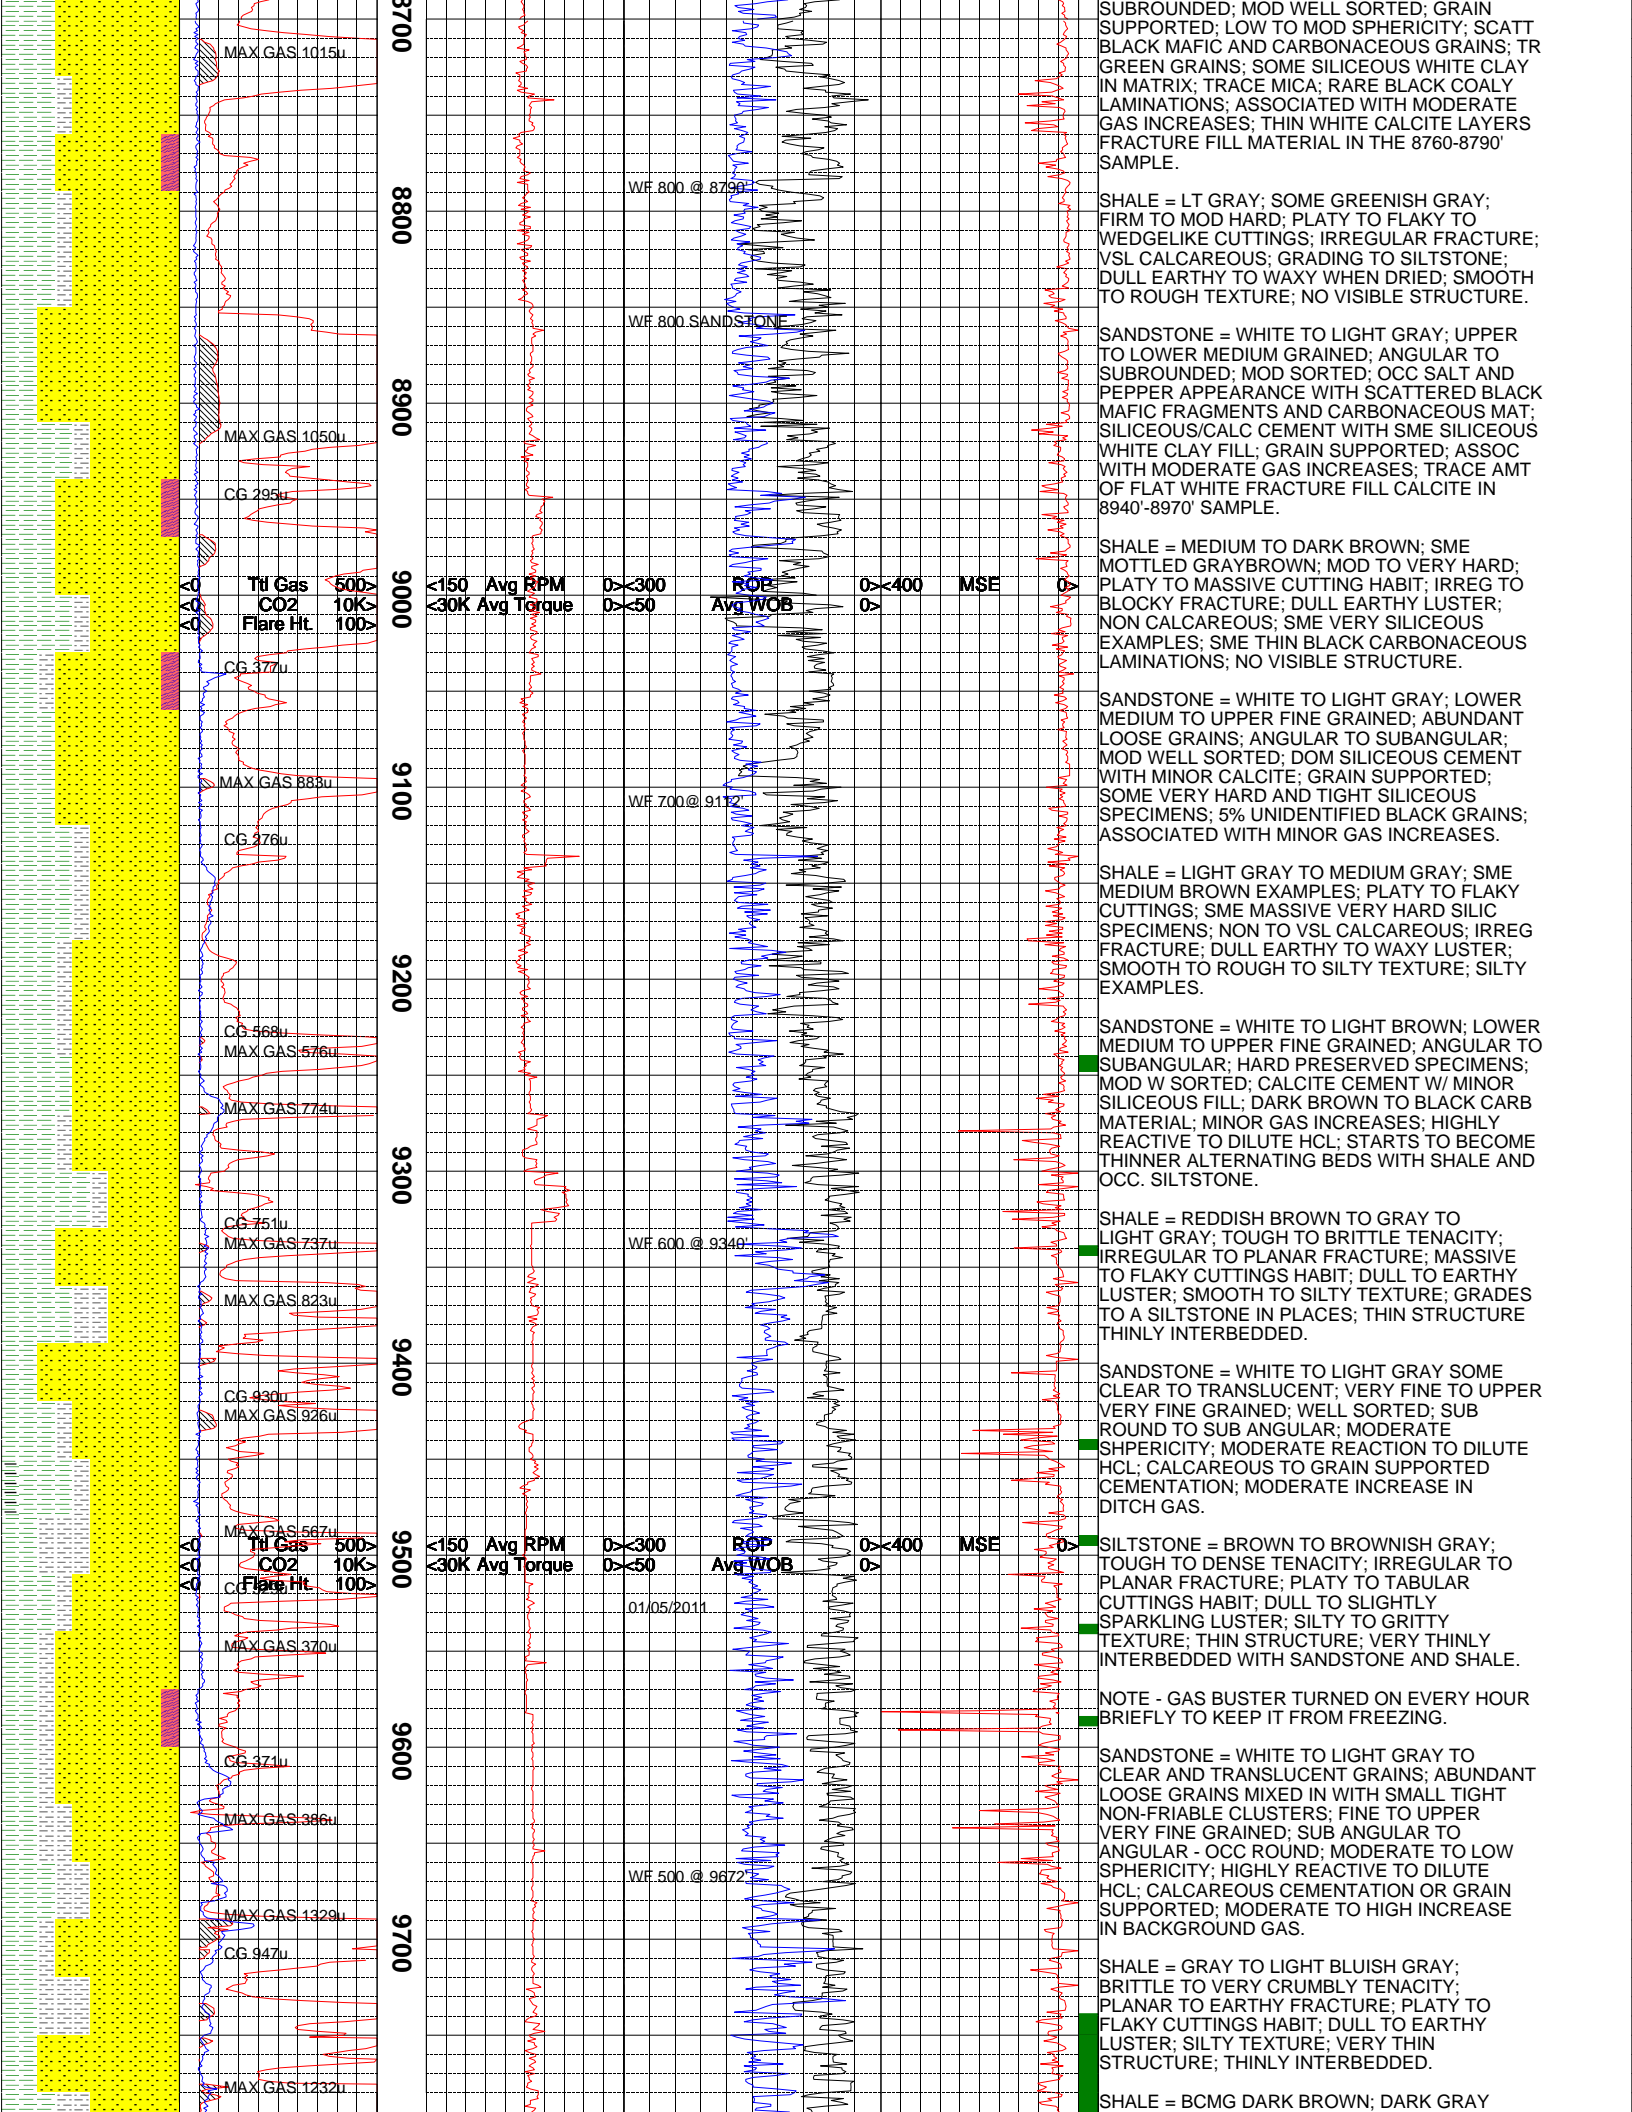 8700
MAX GAS 1015u
WF 800 @ 8790'
8800
WF 800 SANDSTONE
8900
MAX GAS 1050u
CG 295u
<0 Ttl Gas 500>
<0 CO2 10K>
<0 Flare Ht. 100>
<150 Avg RPM 0>
<30K Avg Torque 0>
<300 ROP 0>
<50 Avg WOB 0>
<400 MSE 0>
9000
CG 377u
MAX GAS 883u
WF 700@ 9112'
9100
CG 276u
9200
CG 568u
MAX GAS 576u
MAX GAS 774u
9300
CG 751u
MAX GAS 737u
WF 600 @ 9340'
MAX GAS 823u
9400
CG 930u
MAX GAS 926u
MAX GAS 567u
<0 Ttl Gas 500>
<0 CO2 10K>
<0 Flare Ht. 100>
<150 Avg RPM 0>
<30K Avg Torque 0>
<300 ROP 0>
<50 Avg WOB 0>
<400 MSE 0>
9500
01/05/2011
MAX GAS 370u
9600
CG 371u
MAX GAS 386u
WF 500 @ 9672'
MAX GAS 1329u
CG 947u
9700
MAX GAS 1232u
SUBROUNDED; MOD WELL SORTED; GRAIN
SUPPORTED; LOW TO MOD SPHERICITY; SCATT
BLACK MAFIC AND CARBONACEOUS GRAINS; TR
GREEN GRAINS; SOME SILICEOUS WHITE CLAY
IN MATRIX; TRACE MICA; RARE BLACK COALY
LAMINATIONS; ASSOCIATED WITH MODERATE
GAS INCREASES; THIN WHITE CALCITE LAYERS
FRACTURE FILL MATERIAL IN THE 8760-8790'
SAMPLE.
SHALE = LT GRAY; SOME GREENISH GRAY;
FIRM TO MOD HARD; PLATY TO FLAKY TO
WEDGELIKE CUTTINGS; IRREGULAR FRACTURE;
VSL CALCAREOUS; GRADING TO SILTSTONE;
DULL EARTHY TO WAXY WHEN DRIED; SMOOTH
TO ROUGH TEXTURE; NO VISIBLE STRUCTURE.
SANDSTONE = WHITE TO LIGHT GRAY; UPPER
TO LOWER MEDIUM GRAINED; ANGULAR TO
SUBROUNDED; MOD SORTED; OCC SALT AND
PEPPER APPEARANCE WITH SCATTERED BLACK
MAFIC FRAGMENTS AND CARBONACEOUS MAT;
SILICEOUS/CALC CEMENT WITH SME SILICEOUS
WHITE CLAY FILL; GRAIN SUPPORTED; ASSOC
WITH MODERATE GAS INCREASES; TRACE AMT
OF FLAT WHITE FRACTURE FILL CALCITE IN
8940'-8970' SAMPLE.
SHALE = MEDIUM TO DARK BROWN; SME
MOTTLED GRAYBROWN; MOD TO VERY HARD;
PLATY TO MASSIVE CUTTING HABIT; IRREG TO
BLOCKY FRACTURE; DULL EARTHY LUSTER;
NON CALCAREOUS; SME VERY SILICEOUS
EXAMPLES; SME THIN BLACK CARBONACEOUS
LAMINATIONS; NO VISIBLE STRUCTURE.
SANDSTONE = WHITE TO LIGHT GRAY; LOWER
MEDIUM TO UPPER FINE GRAINED; ABUNDANT
LOOSE GRAINS; ANGULAR TO SUBANGULAR;
MOD WELL SORTED; DOM SILICEOUS CEMENT
WITH MINOR CALCITE; GRAIN SUPPORTED;
SOME VERY HARD AND TIGHT SILICEOUS
SPECIMENS; 5% UNIDENTIFIED BLACK GRAINS;
ASSOCIATED WITH MINOR GAS INCREASES.
SHALE = LIGHT GRAY TO MEDIUM GRAY; SME
MEDIUM BROWN EXAMPLES; PLATY TO FLAKY
CUTTINGS; SME MASSIVE VERY HARD SILIC
SPECIMENS; NON TO VSL CALCAREOUS; IRREG
FRACTURE; DULL EARTHY TO WAXY LUSTER;
SMOOTH TO ROUGH TO SILTY TEXTURE; SILTY
EXAMPLES.
SANDSTONE = WHITE TO LIGHT BROWN; LOWER
MEDIUM TO UPPER FINE GRAINED; ANGULAR TO
SUBANGULAR; HARD PRESERVED SPECIMENS;
MOD W SORTED; CALCITE CEMENT W/ MINOR
SILICEOUS FILL; DARK BROWN TO BLACK CARB
MATERIAL; MINOR GAS INCREASES; HIGHLY
REACTIVE TO DILUTE HCL; STARTS TO BECOME
THINNER ALTERNATING BEDS WITH SHALE AND
OCC. SILTSTONE.
SHALE = REDDISH BROWN TO GRAY TO
LIGHT GRAY; TOUGH TO BRITTLE TENACITY;
IRREGULAR TO PLANAR FRACTURE; MASSIVE
TO FLAKY CUTTINGS HABIT; DULL TO EARTHY
LUSTER; SMOOTH TO SILTY TEXTURE; GRADES
TO A SILTSTONE IN PLACES; THIN STRUCTURE
THINLY INTERBEDDED.
SANDSTONE = WHITE TO LIGHT GRAY SOME
CLEAR TO TRANSLUCENT; VERY FINE TO UPPER
VERY FINE GRAINED; WELL SORTED; SUB
ROUND TO SUB ANGULAR; MODERATE
SHPERICITY; MODERATE REACTION TO DILUTE
HCL; CALCAREOUS TO GRAIN SUPPORTED
CEMENTATION; MODERATE INCREASE IN
DITCH GAS.
SILTSTONE = BROWN TO BROWNISH GRAY;
TOUGH TO DENSE TENACITY; IRREGULAR TO
PLANAR FRACTURE; PLATY TO TABULAR
CUTTINGS HABIT; DULL TO SLIGHTLY
SPARKLING LUSTER; SILTY TO GRITTY
TEXTURE; THIN STRUCTURE; VERY THINLY
INTERBEDDED WITH SANDSTONE AND SHALE.
NOTE - GAS BUSTER TURNED ON EVERY HOUR
BRIEFLY TO KEEP IT FROM FREEZING.
SANDSTONE = WHITE TO LIGHT GRAY TO
CLEAR AND TRANSLUCENT GRAINS; ABUNDANT
LOOSE GRAINS MIXED IN WITH SMALL TIGHT
NON-FRIABLE CLUSTERS; FINE TO UPPER
VERY FINE GRAINED; SUB ANGULAR TO
ANGULAR - OCC ROUND; MODERATE TO LOW
SPHERICITY; HIGHLY REACTIVE TO DILUTE
HCL; CALCAREOUS CEMENTATION OR GRAIN
SUPPORTED; MODERATE TO HIGH INCREASE
IN BACKGROUND GAS.
SHALE = GRAY TO LIGHT BLUISH GRAY;
BRITTLE TO VERY CRUMBLY TENACITY;
PLANAR TO EARTHY FRACTURE; PLATY TO
FLAKY CUTTINGS HABIT; DULL TO EARTHY
LUSTER; SILTY TEXTURE; VERY THIN
STRUCTURE; THINLY INTERBEDDED.
SHALE = BCMG DARK BROWN; DARK GRAY